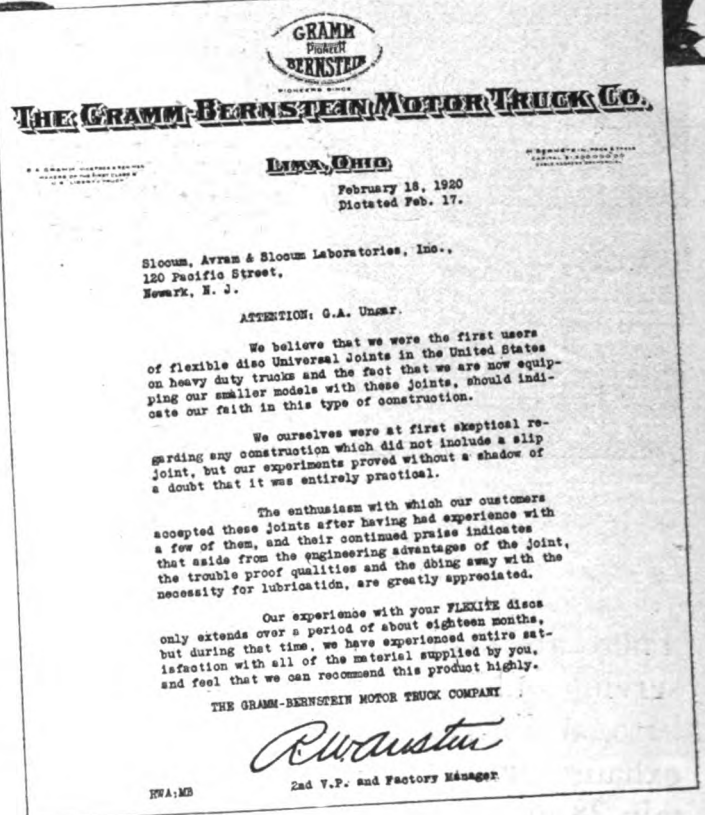 GRAMM
PIONEER
BERNSTEIN
PIONEERS SINCE
THE GRAMM-BERNSTEIN MOTOR TRUCK CO.
LIMA, OHIO
February 18, 1920
Dictated Feb. 17.
Slocum, Avram & Slocum Laboratories, Inc.,
120 Pacific Street,
Newark, N. J.
ATTENTION: G.A. Ungar.
We believe that we were the first users
of flexible disc Universal Joints in the United States
on heavy duty trucks and the fact that we are now equip-
ping our smaller models with these joints, should indi-
cate our faith in this type of construction.
We ourselves were at first skeptical re-
garding any construction which did not include a slip
joint, but our experiments proved without a shadow of
a doubt that it was entirely practical.
The enthusiasm with which our customers
accepted these joints after having had experience with
a few of them, and their continued praise indicates
that aside from the engineering advantages of the joint,
the trouble proof qualities and the dbing away with the
necessity for lubrication, are greatly appreciated.
Our experience with your FLEXITE discs
only extends over a period of about eighteen months,
but during that time, we have experienced entire sat-
isfaction with all of the material supplied by you,
and feel that we can recommend this product highly.
THE GRAMM-BERNSTEIN MOTOR TRUCK COMPANY
R.W. Austin
2nd V.P. and Factory Manager
RWA;MB